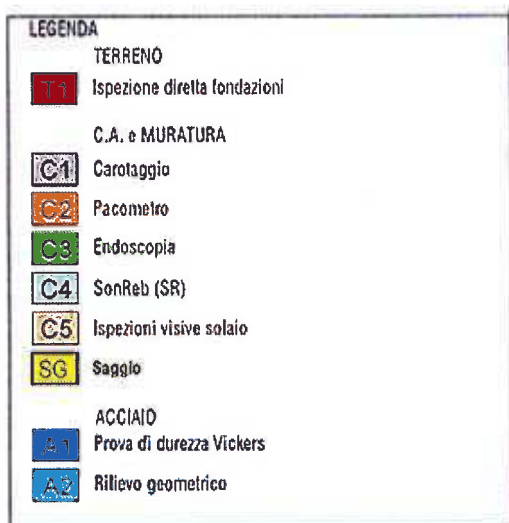 LEGENDA
TERRENO
T1 Ispezione diretta fondazioni
C.A. e MURATURA
C1 Carotaggio
C2 Pacometro
C3 Endoscopia
C4 SonReb (SR)
C5 Ispezioni visive solaio
SG Saggio
ACCIAIO
A1 Prova di durezza Vickers
A2 Rilievo geometrico